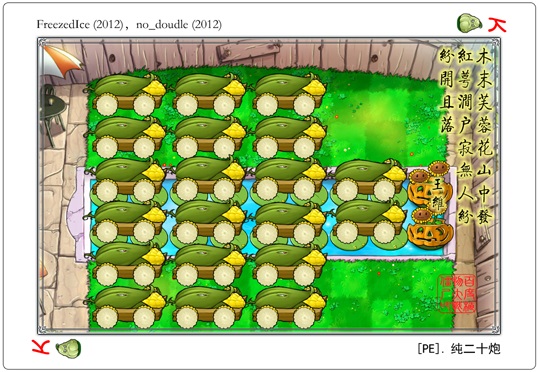 FreezedIce (2012) , no_doudle (2012)
K
木末芙蓉花山中發
紅萼澗户寂無人紛
紛開且落
王維
K
[PE]. 纯二十炮